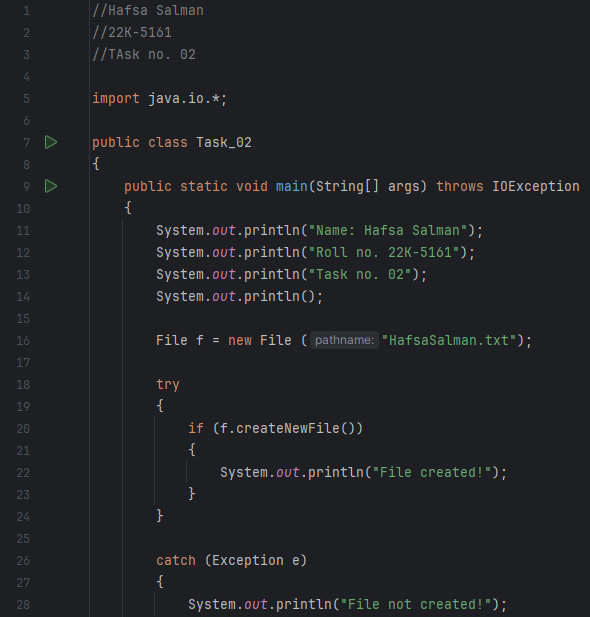 1 //Hafsa Salman
2 //22K-5161
3 //TAsk no. 02
4
5 import java.io.*;
6
7 public class Task_02
8 {
9 public static void main(String[] args) throws IOException
10 {
11 System.out.println("Name: Hafsa Salman");
12 System.out.println("Roll no. 22K-5161");
13 System.out.println("Task no. 02");
14 System.out.println();
15
16 File f = new File ( pathname: "HafsaSalman.txt");
17
18 try
19 {
20 if (f.createNewFile())
21 {
22 System.out.println("File created!");
23 }
24 }
25
26 catch (Exception e)
27 {
28 System.out.println("File not created!");